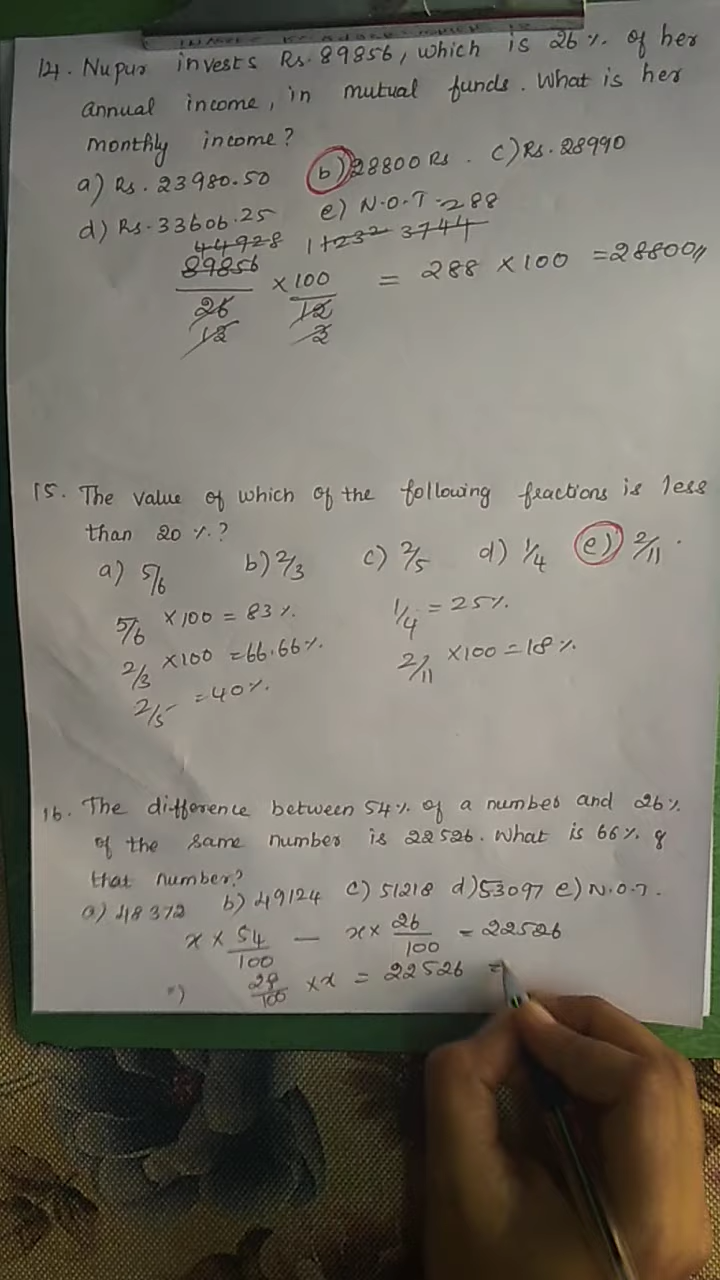 14. Nupur invests Rs. 89856, which is 26% of her
annual income, in mutual funds. What is her
monthly income?
a) Rs. 23980.50 b) 28800 Rs. c) Rs. 28990
d) Rs. 33606.25 e) N.O.T. 288
44928 11232 3744
89856/26 × 100/12 = 288 × 100 = 28800//
13 3
15. The value of which of the following fractions is less
than 20%?
a) 5/6 b) 2/3 c) 2/5 d) 1/4 e) 2/11.
5/6 × 100 = 83% 1/4 = 25%
2/3 × 100 = 66.66% 2/11 × 100 = 18%
2/5 = 40%
16. The difference between 54% of a number and 26%
of the same number is 22526. What is 66% of
that number?
a) 48372 b) 49124 c) 51218 d) 53097 e) N.O.T.
x × 54/100 - x × 26/100 = 22526
=) 28/100 × x = 22526 =